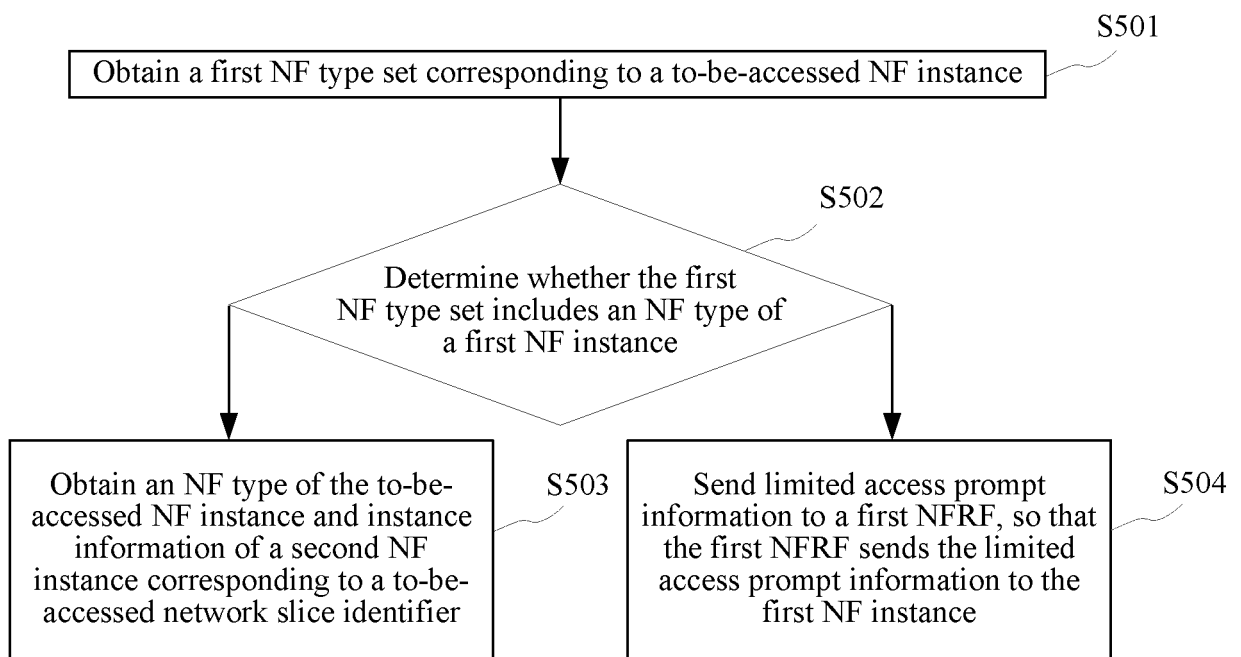 S501
Obtain a first NF type set corresponding to a to-be-accessed NF instance
S502
Determine whether the first
NF type set includes an NF type of
a first NF instance
S503
Obtain an NF type of the to-be-
accessed NF instance and instance
information of a second NF
instance corresponding to a to-be-
accessed network slice identifier
S504
Send limited access prompt
information to a first NFRF, so that
the first NFRF sends the limited
access prompt information to the
first NF instance